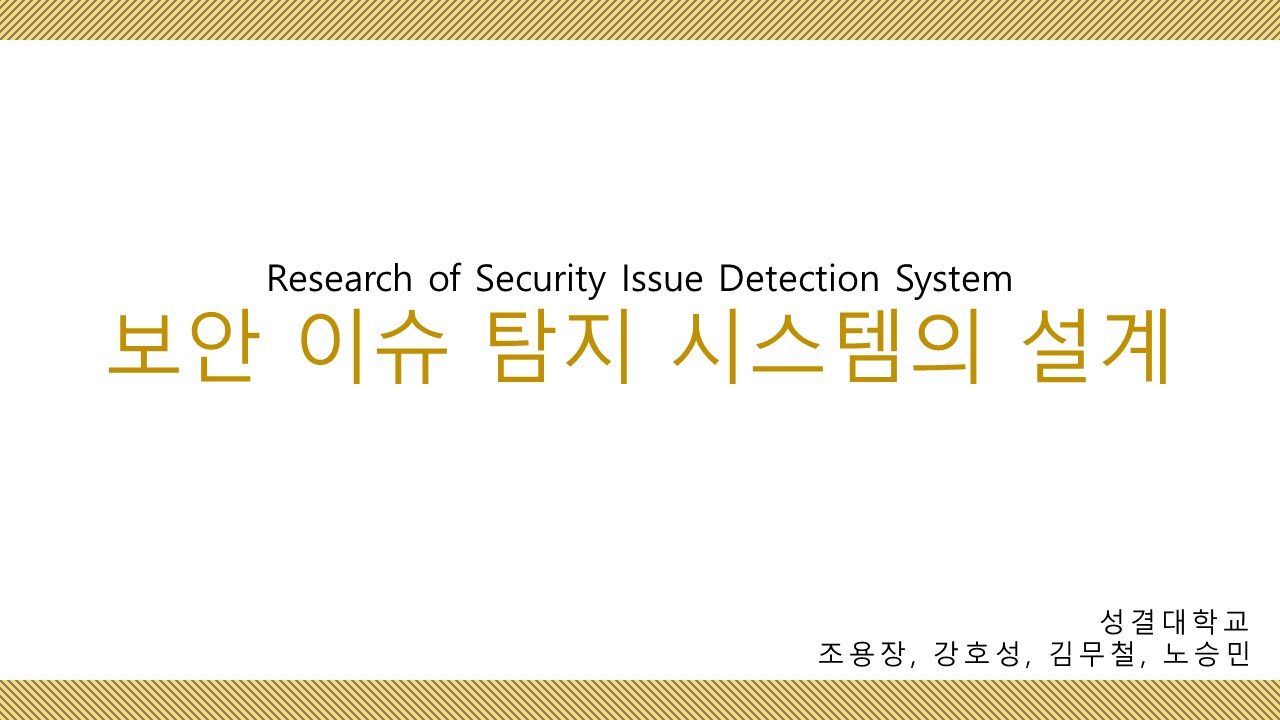 Research of Security Issue Detection System
보안 이슈 탐지 시스템의 설계
성결대학교
조용장, 강호성, 김무철, 노승민